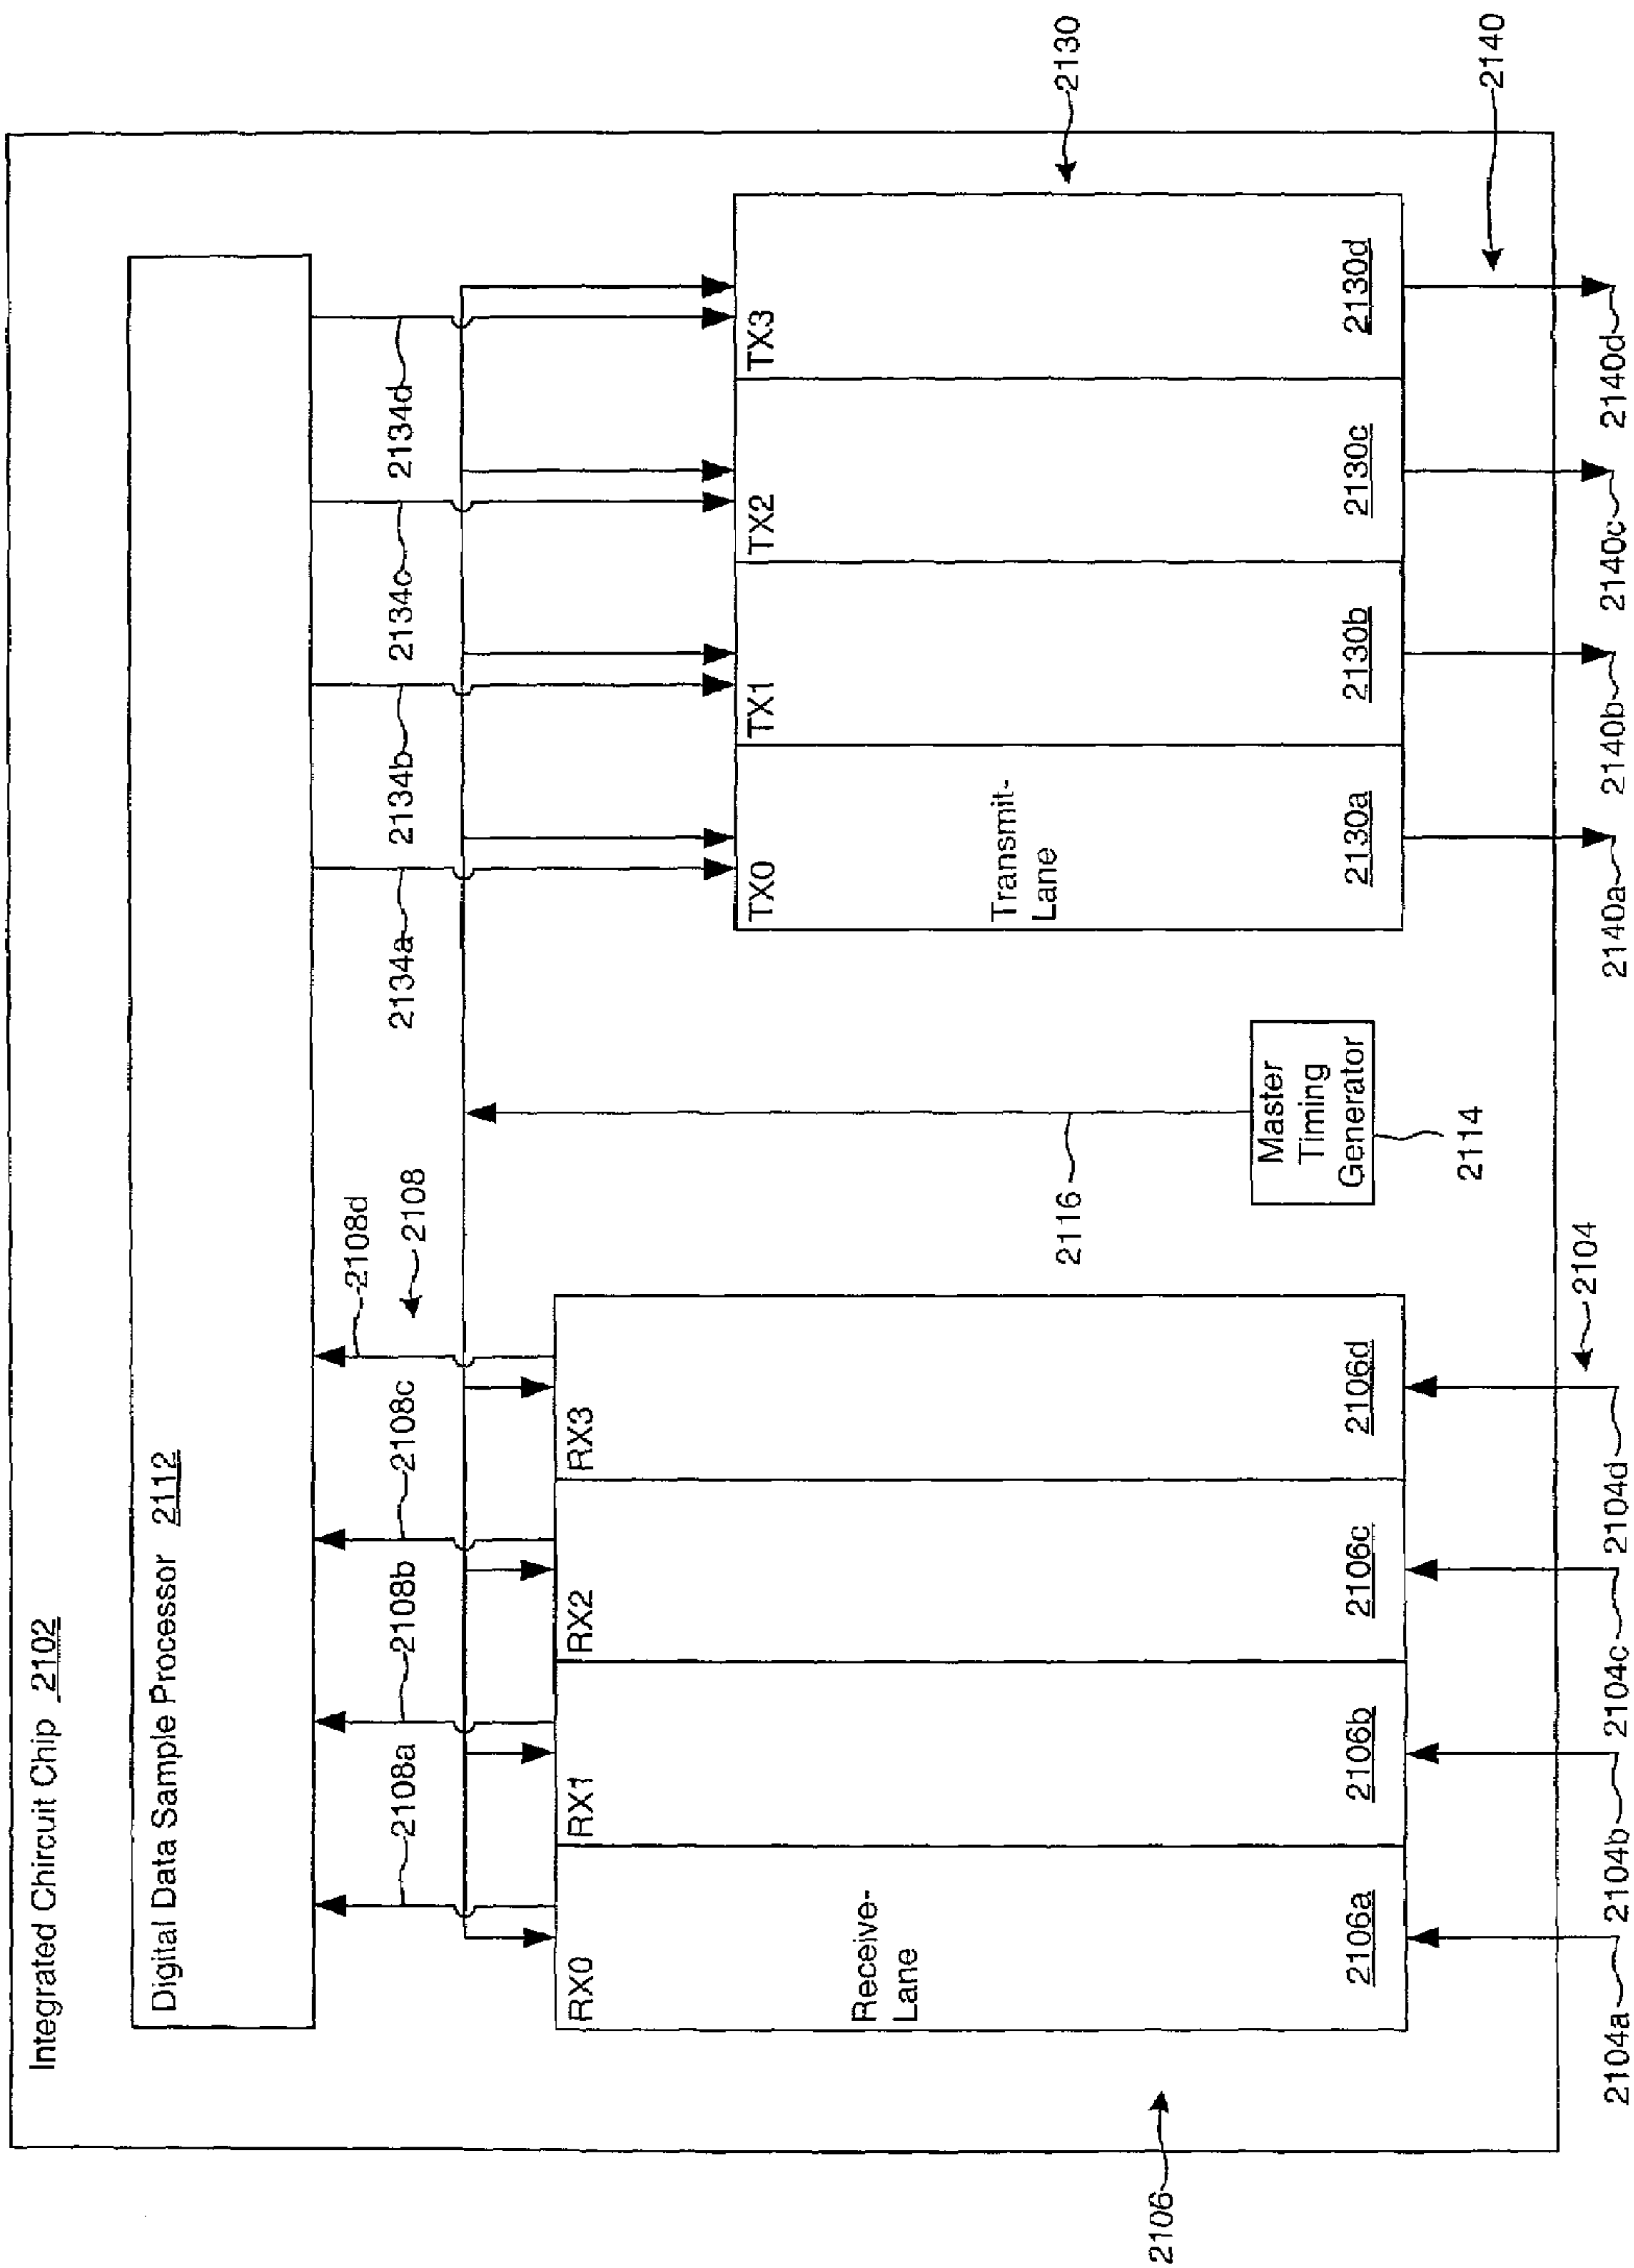 Integrated Chircuit Chip 2102
Digital Data Sample Processor 2112
2108a
2108b
2108c
2108d
2108
2134a
2134b
2134c
2134d
RX0
RX1
RX2
RX3
TX0
TX1
TX2
TX3
2130
Receive-
Lane
Transmit-
Lane
2116
2106
Master
Timing
Generator
2114
2106a
2106b
2106c
2106d
2130a
2130b
2130c
2130d
2104
2140
2104a
2104b
2104c
2104d
2140a
2140b
2140c
2140d